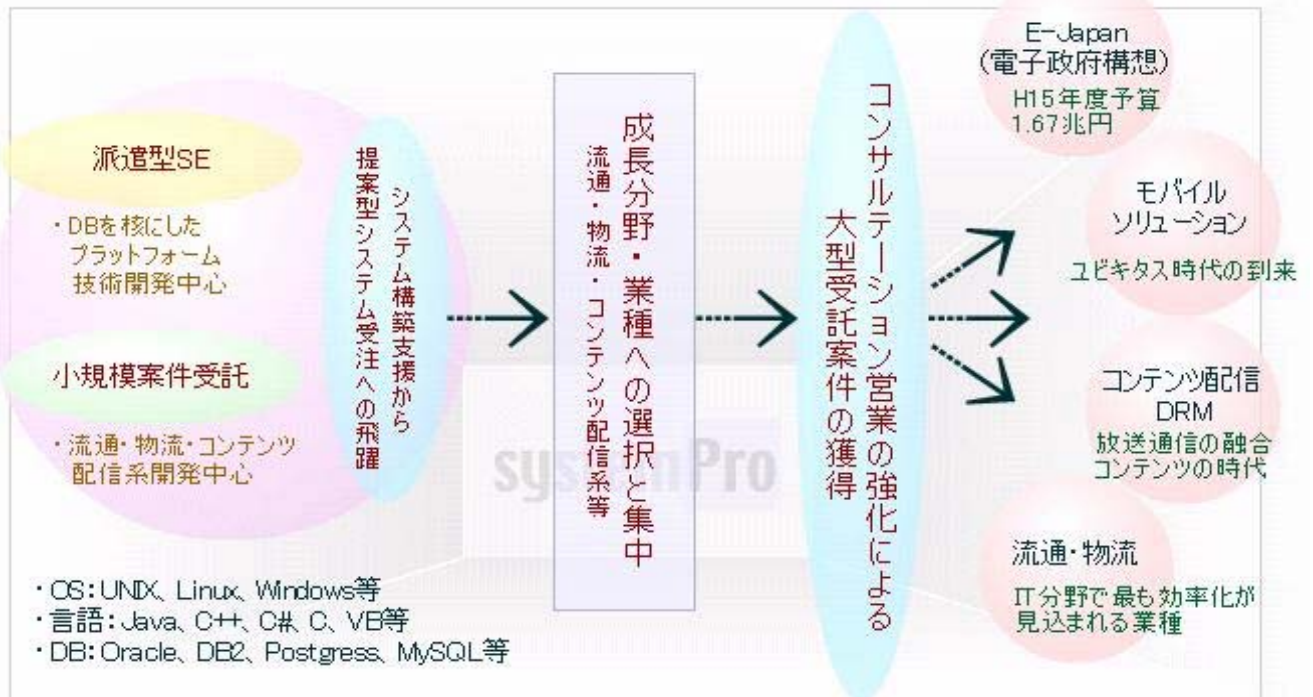 派遣型SE
・DBを核にした
プラットフォーム
技術開発中心
小規模案件受託
・流通・物流・コンテンツ
配信系開発中心
システム構築支援から
提案型システム受注への飛躍
成長分野・業種への選択と集中
流通・物流・コンテンツ配信系等
コンサルテーション営業の強化による
大型受託案件の獲得
E-Japan
(電子政府構想)
H15年度予算
1.67兆円
モバイル
ソリューション
ユビキタス時代の到来
コンテンツ配信
DRM
放送通信の融合
コンテンツの時代
流通・物流
IT分野で最も効率化が
見込まれる業種
systemPro
・OS:UNIX、Linux、Windows等
・言語:Java、C++、C#、C、VB等
・DB:Oracle、DB2、Postgress、MySQL等